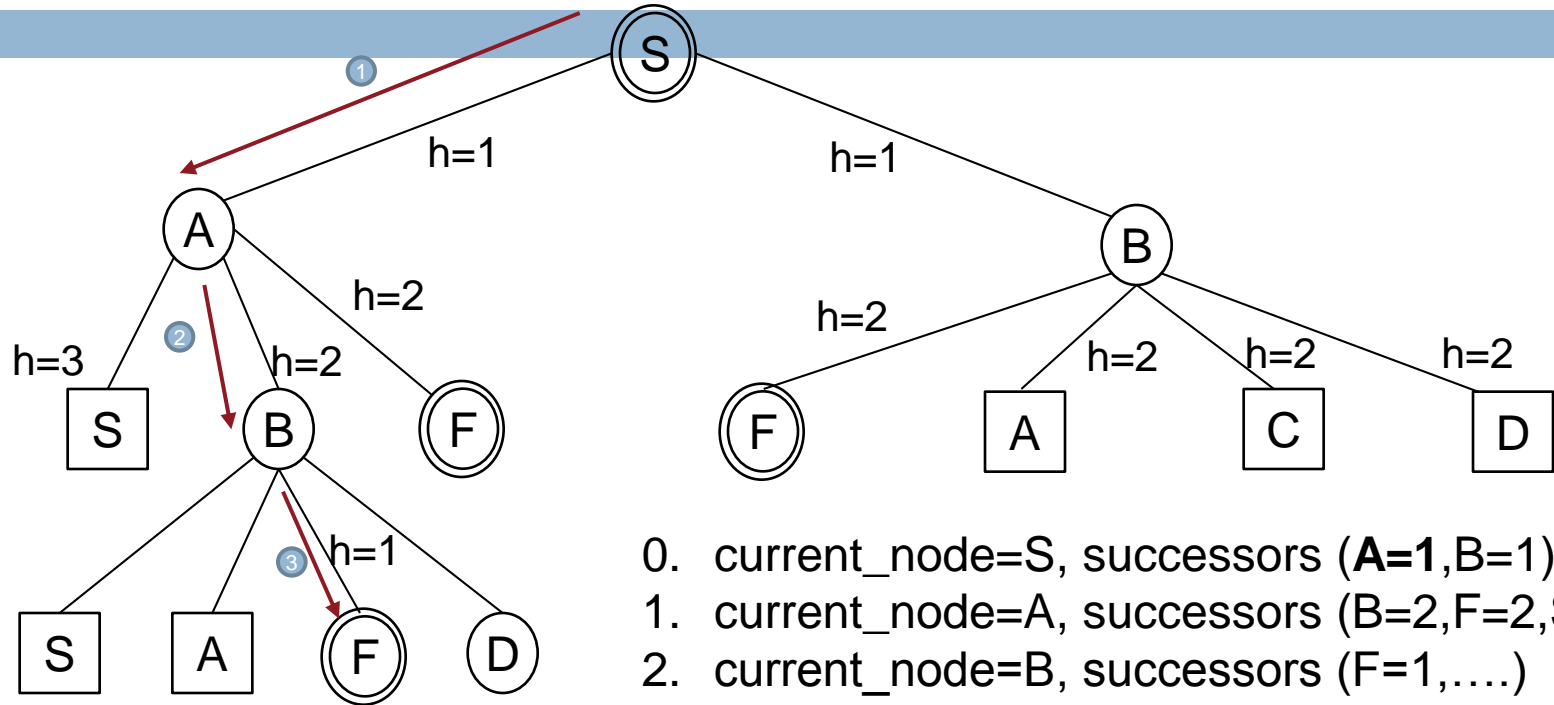 S
1
h=1 h=1
A B
h=2
h=2
2
h=3 h=2 h=2 h=2 h=2
S B F F A C D
3 h=1
S A F D
0. current_node=S, successors (A=1,B=1)
1. current_node=A, successors (B=2,F=2,
2. current_node=B, successors (F=1,....)